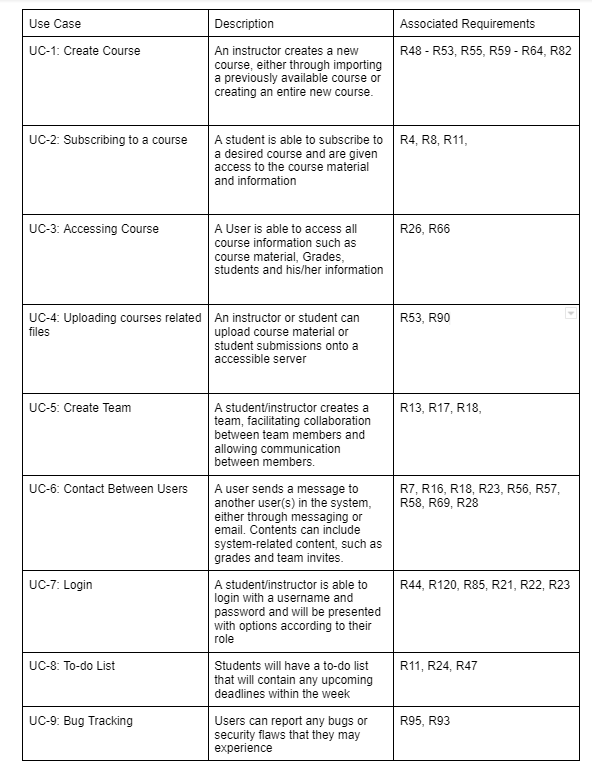 Use Case
Description
Associated Requirements
UC-1: Create Course
An instructor creates a new
course, either through importing
a previously available course or
creating an entire new course.
R48 - R53, R55, R59 - R64, R82
UC-2: Subscribing to a course
A student is able to subscribe to
a desired course and are given
access to the course material
and information
R4, R8, R11,
UC-3: Accessing Course
A User is able to access all
course information such as
course material, Grades,
students and his/her information
R26, R66
UC-4: Uploading courses related
files
An instructor or student can
upload course material or
student submissions onto a
accessible server
R53, R90
UC-5: Create Team
A student/instructor creates a
team, facilitating collaboration
between team members and
allowing communication
between members.
R13, R17, R18,
UC-6: Contact Between Users
A user sends a message to
another user(s) in the system,
either through messaging or
email. Contents can include
system-related content, such as
grades and team invites.
R7, R16, R18, R23, R56, R57,
R58, R69, R28
UC-7: Login
A student/instructor is able to
login with a username and
password and will be presented
with options according to their
role
R44, R120, R85, R21, R22, R23
UC-8: To-do List
Students will have a to-do list
that will contain any upcoming
deadlines within the week
R11, R24, R47
UC-9: Bug Tracking
Users can report any bugs or
security flaws that they may
experience
R95, R93